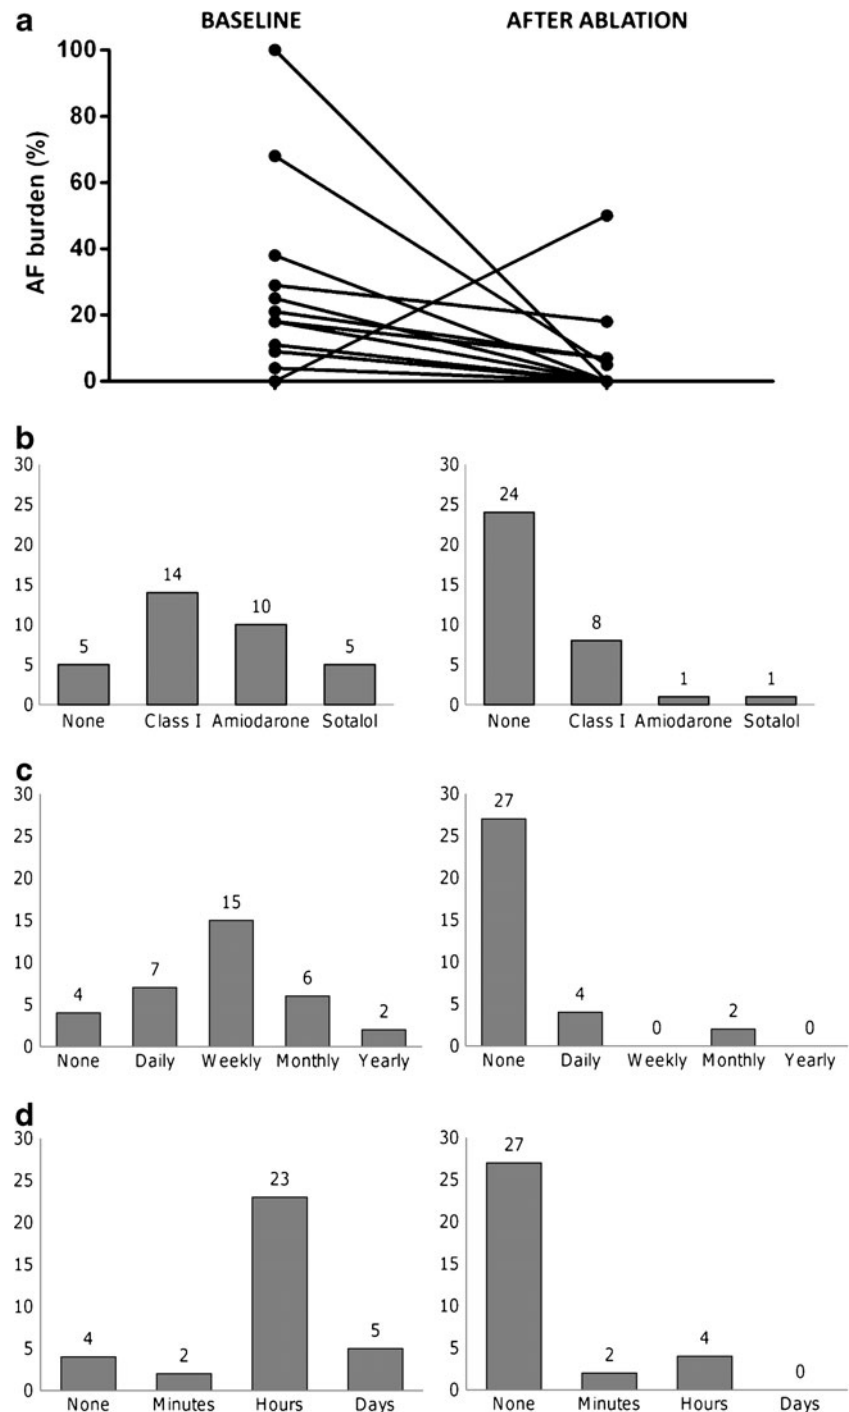 a
BASELINE AFTER ABLATION
AF burden (%)
100
80
60
40
20
0
b
30
25
20
15
10
5
0
5 14 10 5
None Class I Amiodarone Sotalol
30
25
20
15
10
5
0
24 8 1 1
None Class I Amiodarone Sotalol
c
30
25
20
15
10
5
0
4 7 15 6 2
None Daily Weekly Monthly Yearly
30
25
20
15
10
5
0
27 4 0 2 0
None Daily Weekly Monthly Yearly
d
30
25
20
15
10
5
0
4 2 23 5
None Minutes Hours Days
30
25
20
15
10
5
0
27 2 4 0
None Minutes Hours Days